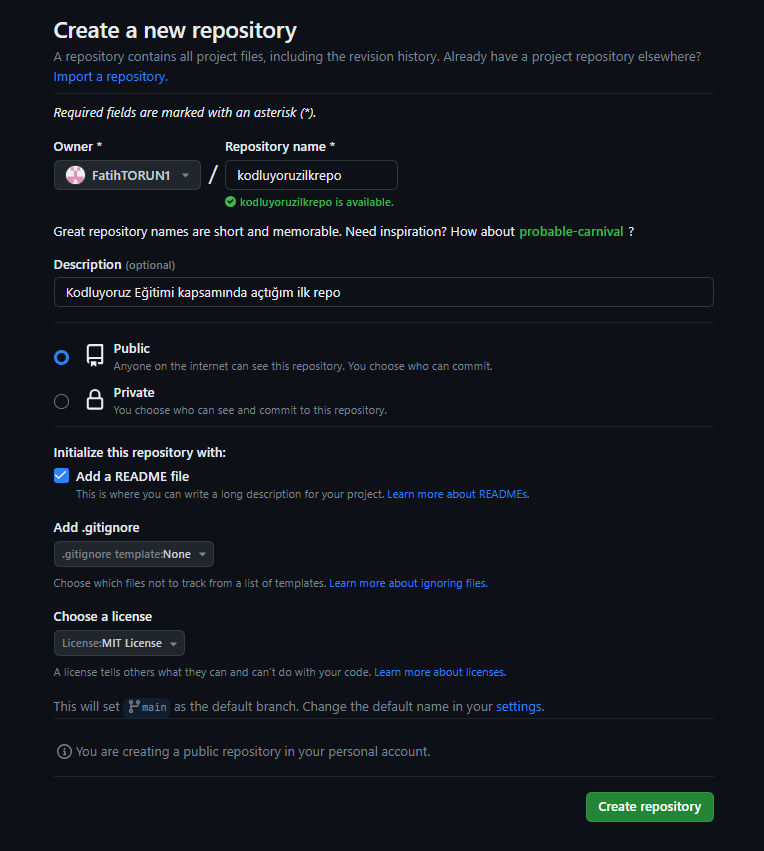 Create a new repository
A repository contains all project files, including the revision history. Already have a project repository elsewhere?
Import a repository.
Required fields are marked with an asterisk (*).
Owner * Repository name *
FatihTORUN1 / kodluyoruzilkrepo
kodluyoruzilkrepo is available.
Great repository names are short and memorable. Need inspiration? How about probable-carnival ?
Description (optional)
Kodluyoruz Eğitimi kapsamında açtığım ilk repo
Public
Anyone on the internet can see this repository. You choose who can commit.
Private
You choose who can see and commit to this repository.
Initialize this repository with:
Add a README file
This is where you can write a long description for your project. Learn more about READMEs.
Add .gitignore
.gitignore template:None
Choose which files not to track from a list of templates. Learn more about ignoring files.
Choose a license
License:MIT License
A license tells others what they can and can't do with your code. Learn more about licenses.
This will set main as the default branch. Change the default name in your settings.
You are creating a public repository in your personal account.
Create repository